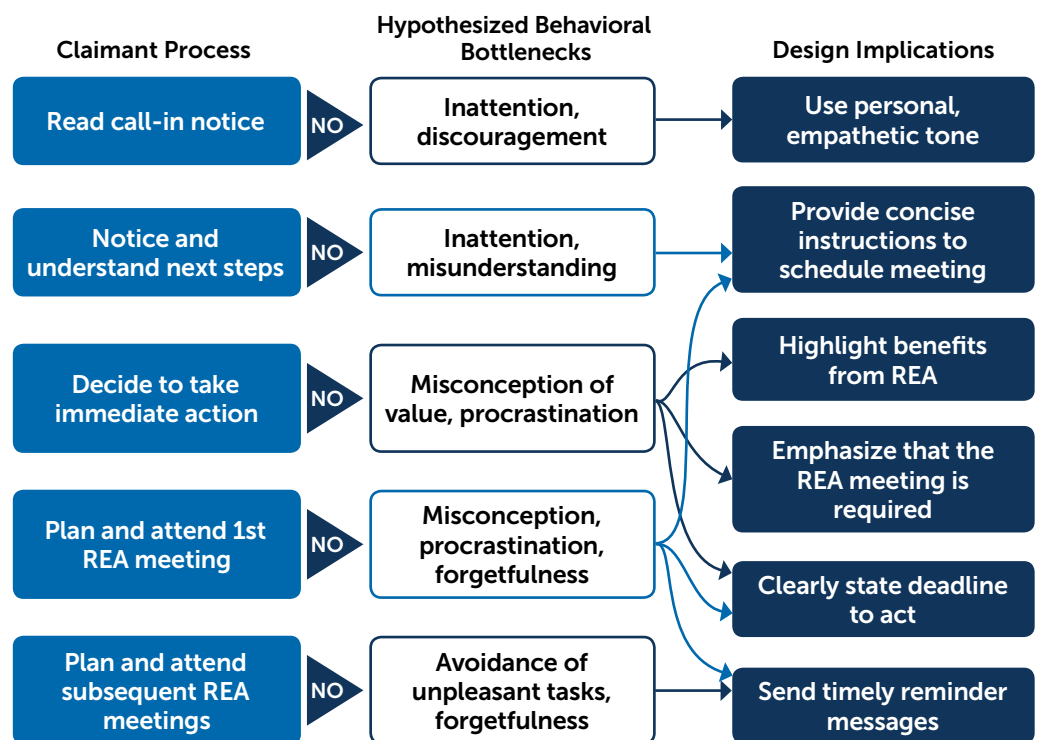 Claimant Process
Hypothesized Behavioral
Bottlenecks
Design Implications
Read call-in notice
NO
Inattention,
discouragement
Use personal,
empathetic tone
Notice and
understand next steps
NO
Inattention,
misunderstanding
Provide concise
instructions to
schedule meeting
Decide to take
immediate action
NO
Misconception of
value, procrastination
Highlight benefits
from REA
Emphasize that the
REA meeting is
required
Plan and attend 1st
REA meeting
NO
Misconception,
procrastination,
forgetfulness
Clearly state deadline
to act
Plan and attend
subsequent REA
meetings
NO
Avoidance of
unpleasant tasks,
forgetfulness
Send timely reminder
messages